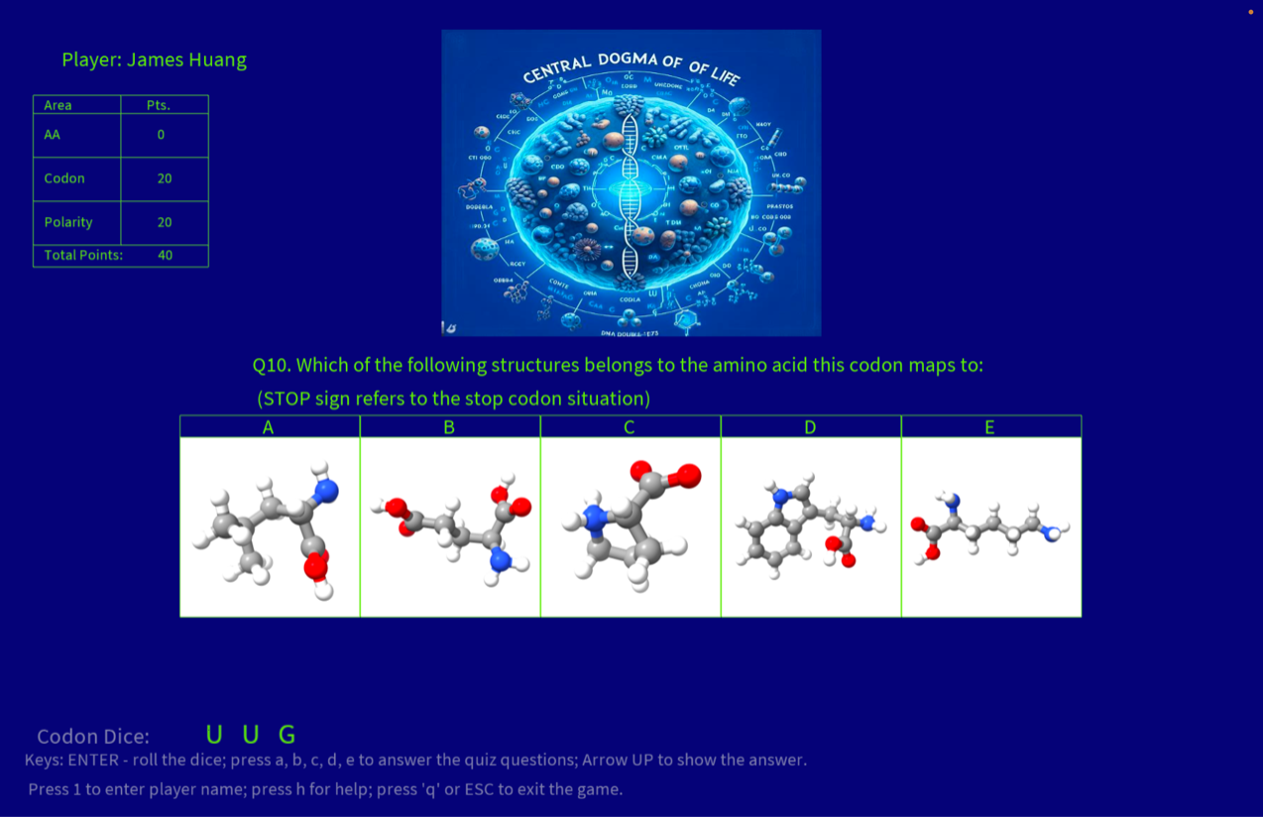 Player: James Huang
Area Pts.
AA 0
Codon 20
Polarity 20
Total Points: 40
CENTRAL DOGMA OF OF LIFE
Q10. Which of the following structures belongs to the amino acid this codon maps to:
(STOP sign refers to the stop codon situation)
A B C D E
Codon Dice: U U G
Keys: ENTER - roll the dice; press a, b, c, d, e to answer the quiz questions; Arrow UP to show the answer.
Press 1 to enter player name; press h for help; press 'q' or ESC to exit the game.